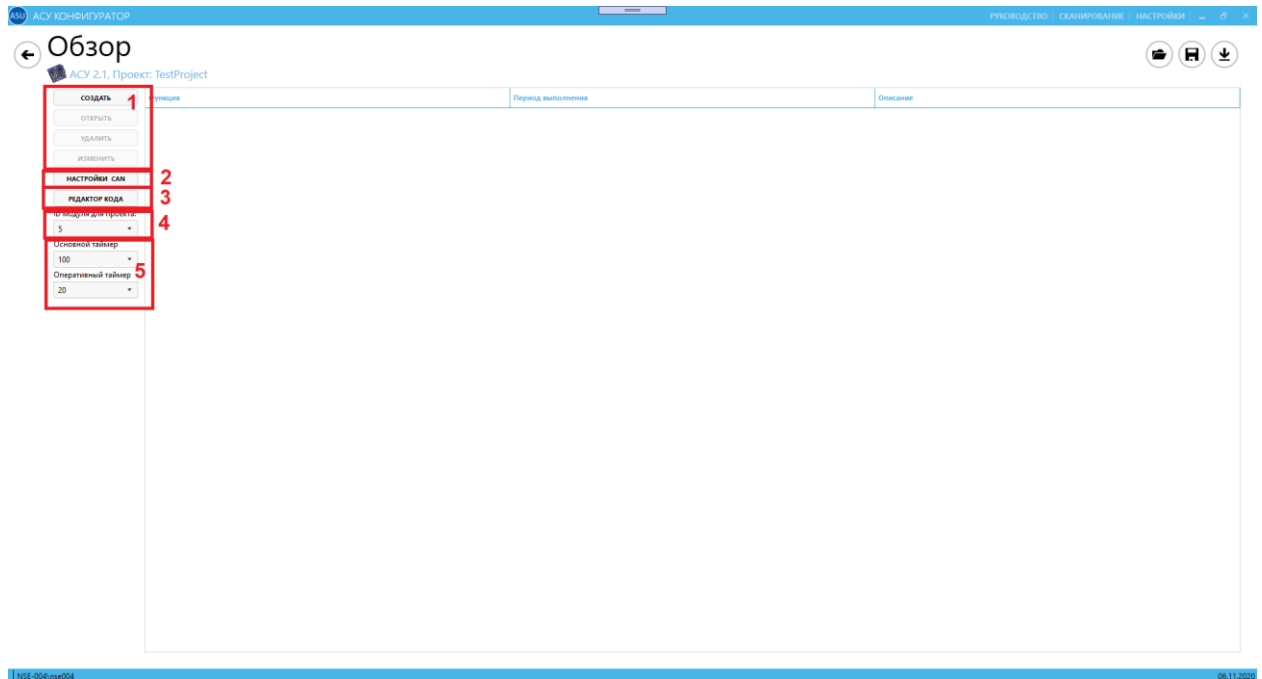 ASU АСУ КОНФИГУРАТОР РУКОВОДСТВО СКАНИРОВАНИЕ НАСТРОЙКИ
Обзор
АСУ 2.1, Проект: TestProject
СОЗДАТЬ 1 Функция Период выполнения Описание
ОТКРЫТЬ
УДАЛИТЬ
ИЗМЕНИТЬ
НАСТРОЙКИ CAN 2
РЕДАКТОР КОДА 3
ID модуля для проекта:
5 4
Основной таймер
100
Оперативный таймер 5
20
NSE-004\nse004 06.11.2020